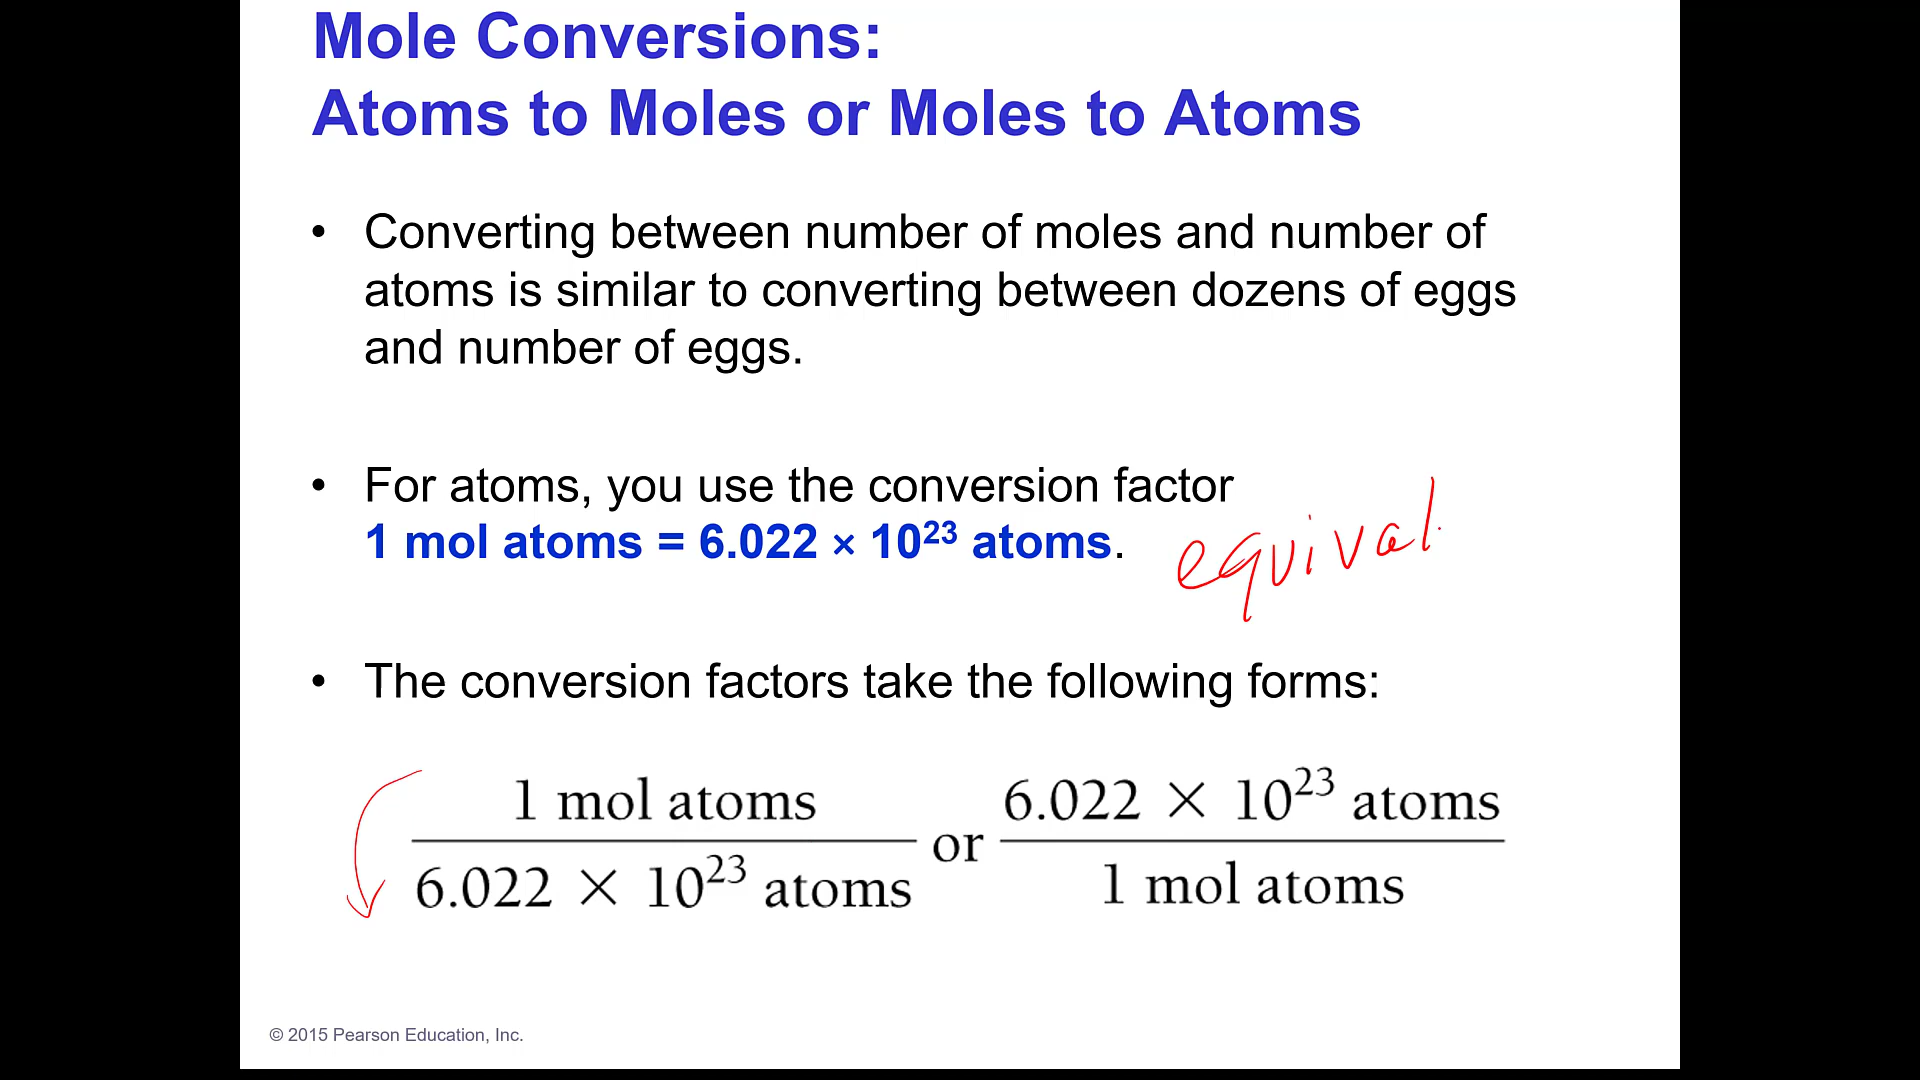 Mole Conversions:
Atoms to Moles or Moles to Atoms
• Converting between number of moles and number of
atoms is similar to converting between dozens of eggs
and number of eggs.
• For atoms, you use the conversion factor
1 mol atoms = 6.022 × 10²³ atoms.
equival
• The conversion factors take the following forms:
1 mol atoms
6.022 × 10²³ atoms
or
6.022 × 10²³ atoms
1 mol atoms
© 2015 Pearson Education, Inc.